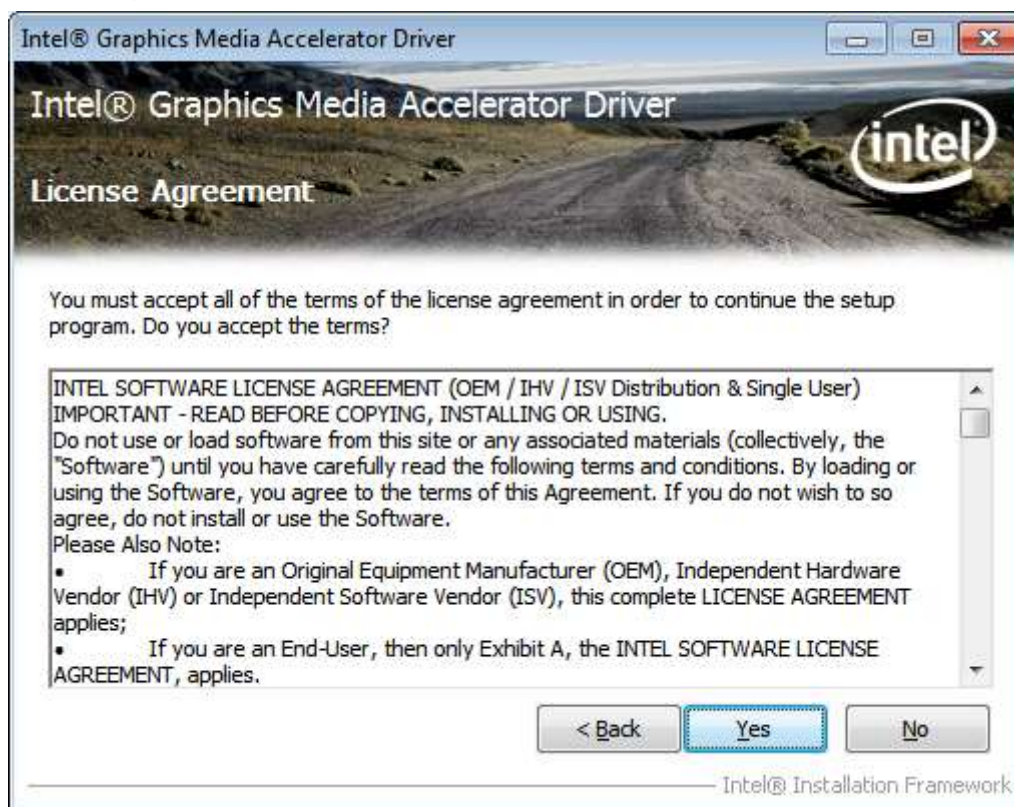 Intel® Graphics Media Accelerator Driver
Intel® Graphics Media Accelerator Driver
intel
License Agreement
You must accept all of the terms of the license agreement in order to continue the setup
program. Do you accept the terms?
INTEL SOFTWARE LICENSE AGREEMENT (OEM / IHV / ISV Distribution & Single User)
IMPORTANT - READ BEFORE COPYING, INSTALLING OR USING.
Do not use or load software from this site or any associated materials (collectively, the
"Software") until you have carefully read the following terms and conditions. By loading or
using the Software, you agree to the terms of this Agreement. If you do not wish to so
agree, do not install or use the Software.
Please Also Note:
• If you are an Original Equipment Manufacturer (OEM), Independent Hardware
Vendor (IHV) or Independent Software Vendor (ISV), this complete LICENSE AGREEMENT
applies;
• If you are an End-User, then only Exhibit A, the INTEL SOFTWARE LICENSE
AGREEMENT, applies.
< Back Yes No
Intel® Installation Framework